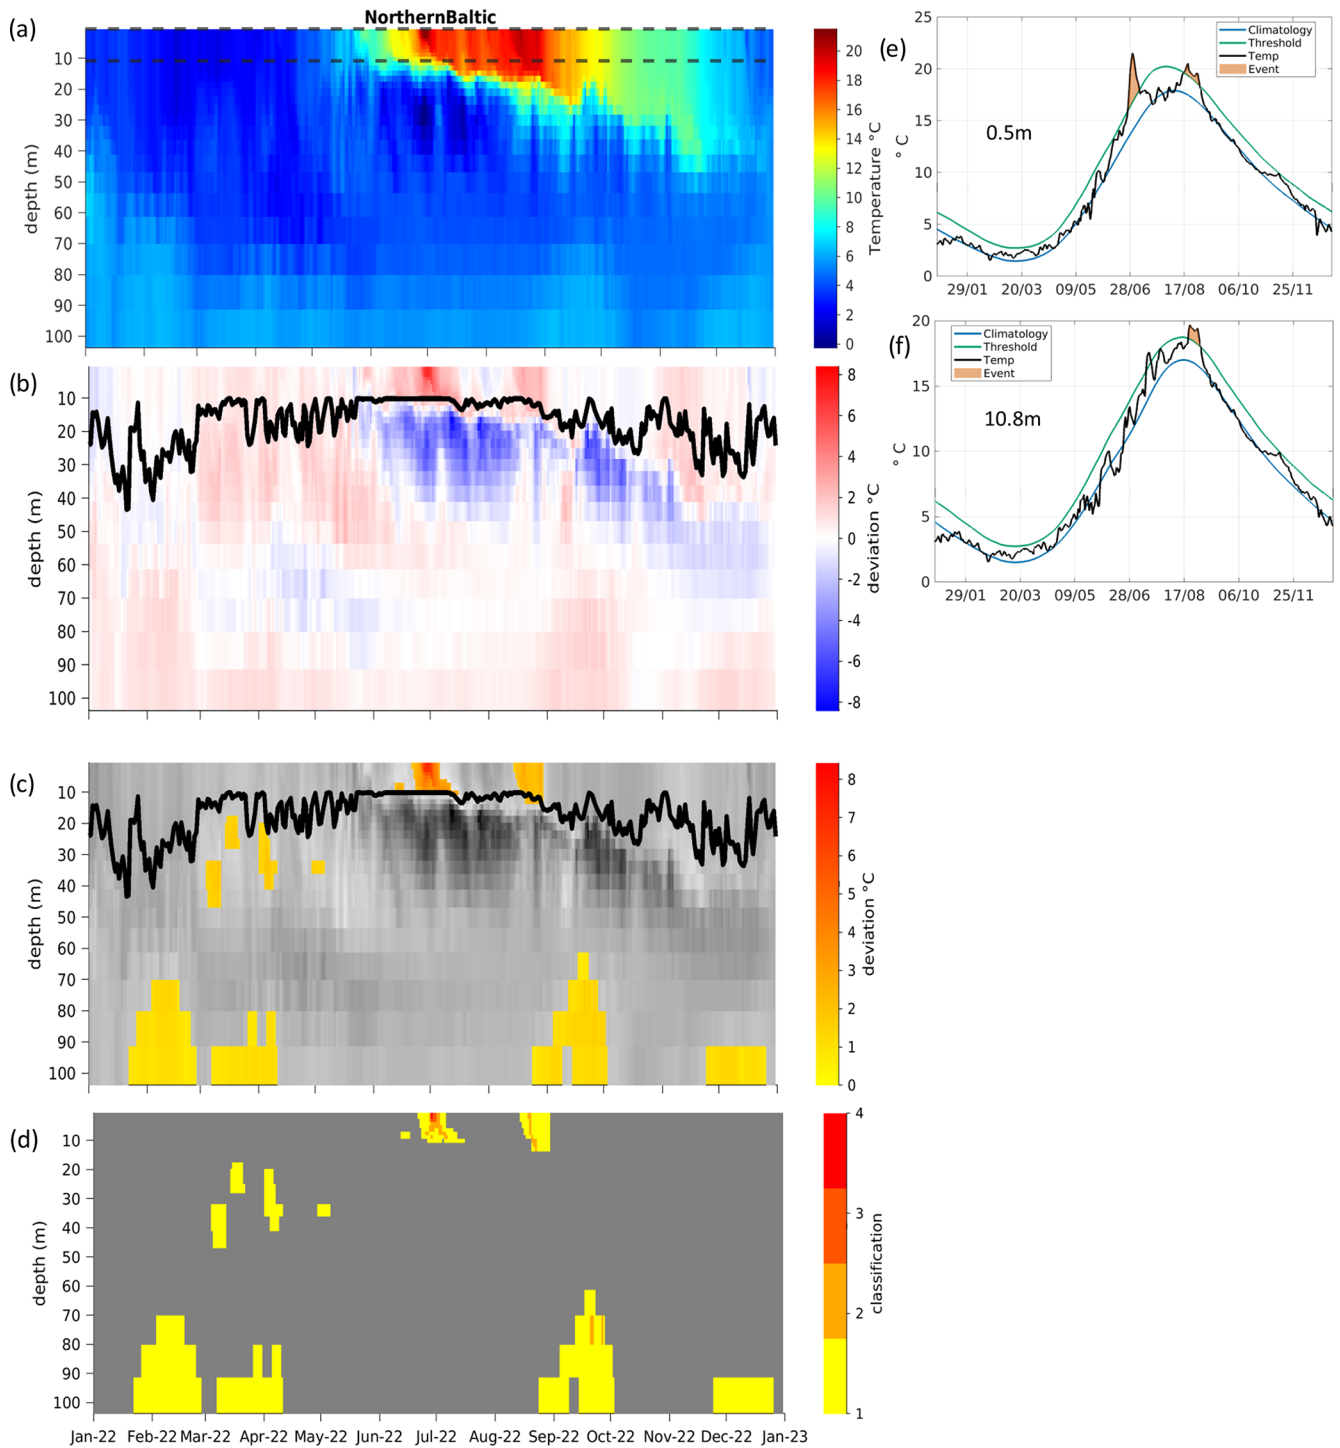 (a)
NorthernBaltic
10
20
30
40
50
60
70
80
90
100
depth (m)
20
18
16
14
12
10
8
6
4
2
0
Temperature °C
(b)
10
20
30
40
50
60
70
80
90
100
depth (m)
8
6
4
2
0
-2
-4
-6
-8
deviation °C
(c)
10
20
30
40
50
60
70
80
90
100
depth (m)
8
7
6
5
4
3
2
1
0
deviation °C
(d)
10
20
30
40
50
60
70
80
90
100
depth (m)
Jan-22 Feb-22 Mar-22 Apr-22 May-22 Jun-22 Jul-22 Aug-22 Sep-22 Oct-22 Nov-22 Dec-22 Jan-23
4
3
2
1
classification
(e)
25
20
15
10
5
0
° C
Climatology
Threshold
Temp
Event
0.5m
29/01 20/03 09/05 28/06 17/08 06/10 25/11
(f)
20
15
10
5
0
° C
Climatology
Threshold
Temp
Event
10.8m
29/01 20/03 09/05 28/06 17/08 06/10 25/11